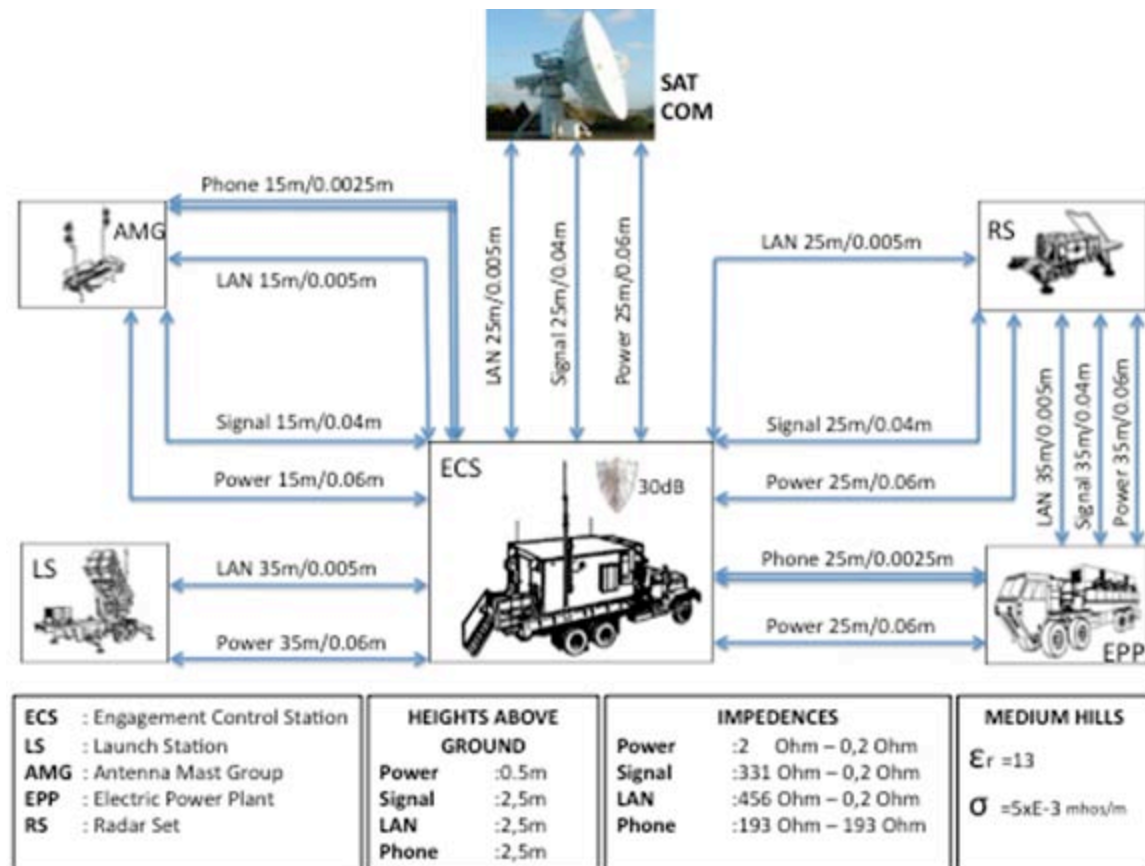 SAT
COM
Phone 15m/0.0025m
AMG
LAN 15m/0.005m
LAN 25m/0.005m
Signal 25m/0.04m
Power 25m/0.06m
LAN 25m/0.005m
RS
Signal 15m/0.04m
Power 15m/0.06m
ECS
30dB
Signal 25m/0.04m
Power 25m/0.06m
LAN 35m/0.005m
Signal 35m/0.04m
Power 35m/0.06m
LS
LAN 35m/0.005m
Power 35m/0.06m
Phone 25m/0.0025m
Power 25m/0.06m
EPP
ECS : Engagement Control Station
LS : Launch Station
AMG : Antenna Mast Group
EPP : Electric Power Plant
RS : Radar Set
HEIGHTS ABOVE
GROUND
Power :0.5m
Signal :2,5m
LAN :2,5m
Phone :2,5m
IMPEDENCES
Power :2 Ohm – 0,2 Ohm
Signal :331 Ohm – 0,2 Ohm
LAN :456 Ohm – 0,2 Ohm
Phone :193 Ohm – 193 Ohm
MEDIUM HILLS
εr =13
σ =5xE-3 mhos/m